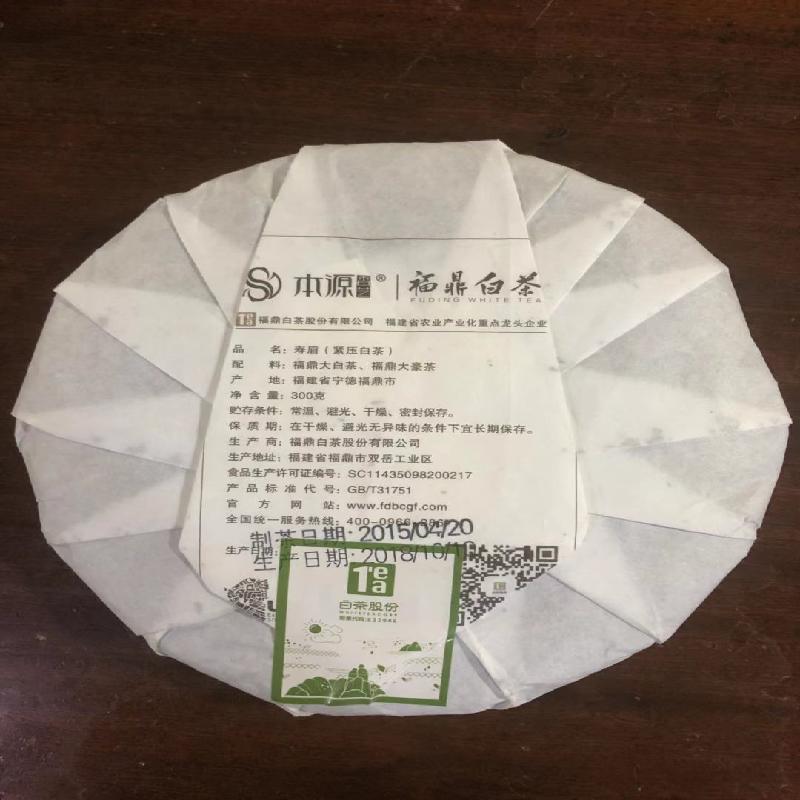 本源® | 福鼎白茶
FUDING WHITE TEA
福鼎白茶股份有限公司 福建省农业产业化重点龙头企业
品 名：寿眉（紧压白茶）
配 料：福鼎大白茶、福鼎大豪茶
产 地：福建省宁德福鼎市
净 含 量：300克
贮存条件：常温、避光、干燥、密封保存。
保 质 期：在干燥、避光无异味的条件下宜长期保存。
生 产 商：福鼎白茶股份有限公司
生产地址：福建省福鼎市双岳工业区
食品生产许可证编号：SC11435098200217
产 品 标 准 代 号：GB/T31751
官 方 网 站：www.fdbcgf.com
全国统一服务热线：400-0966-
制茶日期：2015/04/20
生产日期：
生产日期：2018/10/
1ea
白茶股份